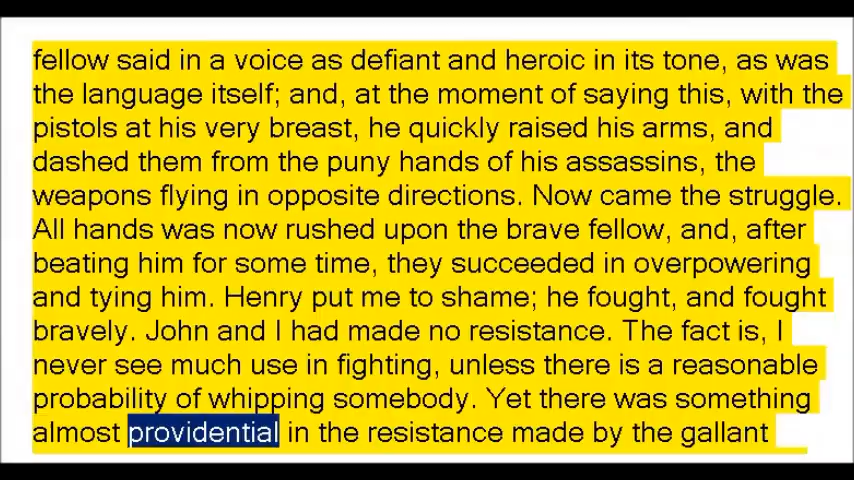 fellow said in a voice as defiant and heroic in its tone, as was
the language itself; and, at the moment of saying this, with the
pistols at his very breast, he quickly raised his arms, and
dashed them from the puny hands of his assassins, the
weapons flying in opposite directions. Now came the struggle.
All hands was now rushed upon the brave fellow, and, after
beating him for some time, they succeeded in overpowering
and tying him. Henry put me to shame; he fought, and fought
bravely. John and I had made no resistance. The fact is, I
never see much use in fighting, unless there is a reasonable
probability of whipping somebody. Yet there was something
almost providential in the resistance made by the gallant